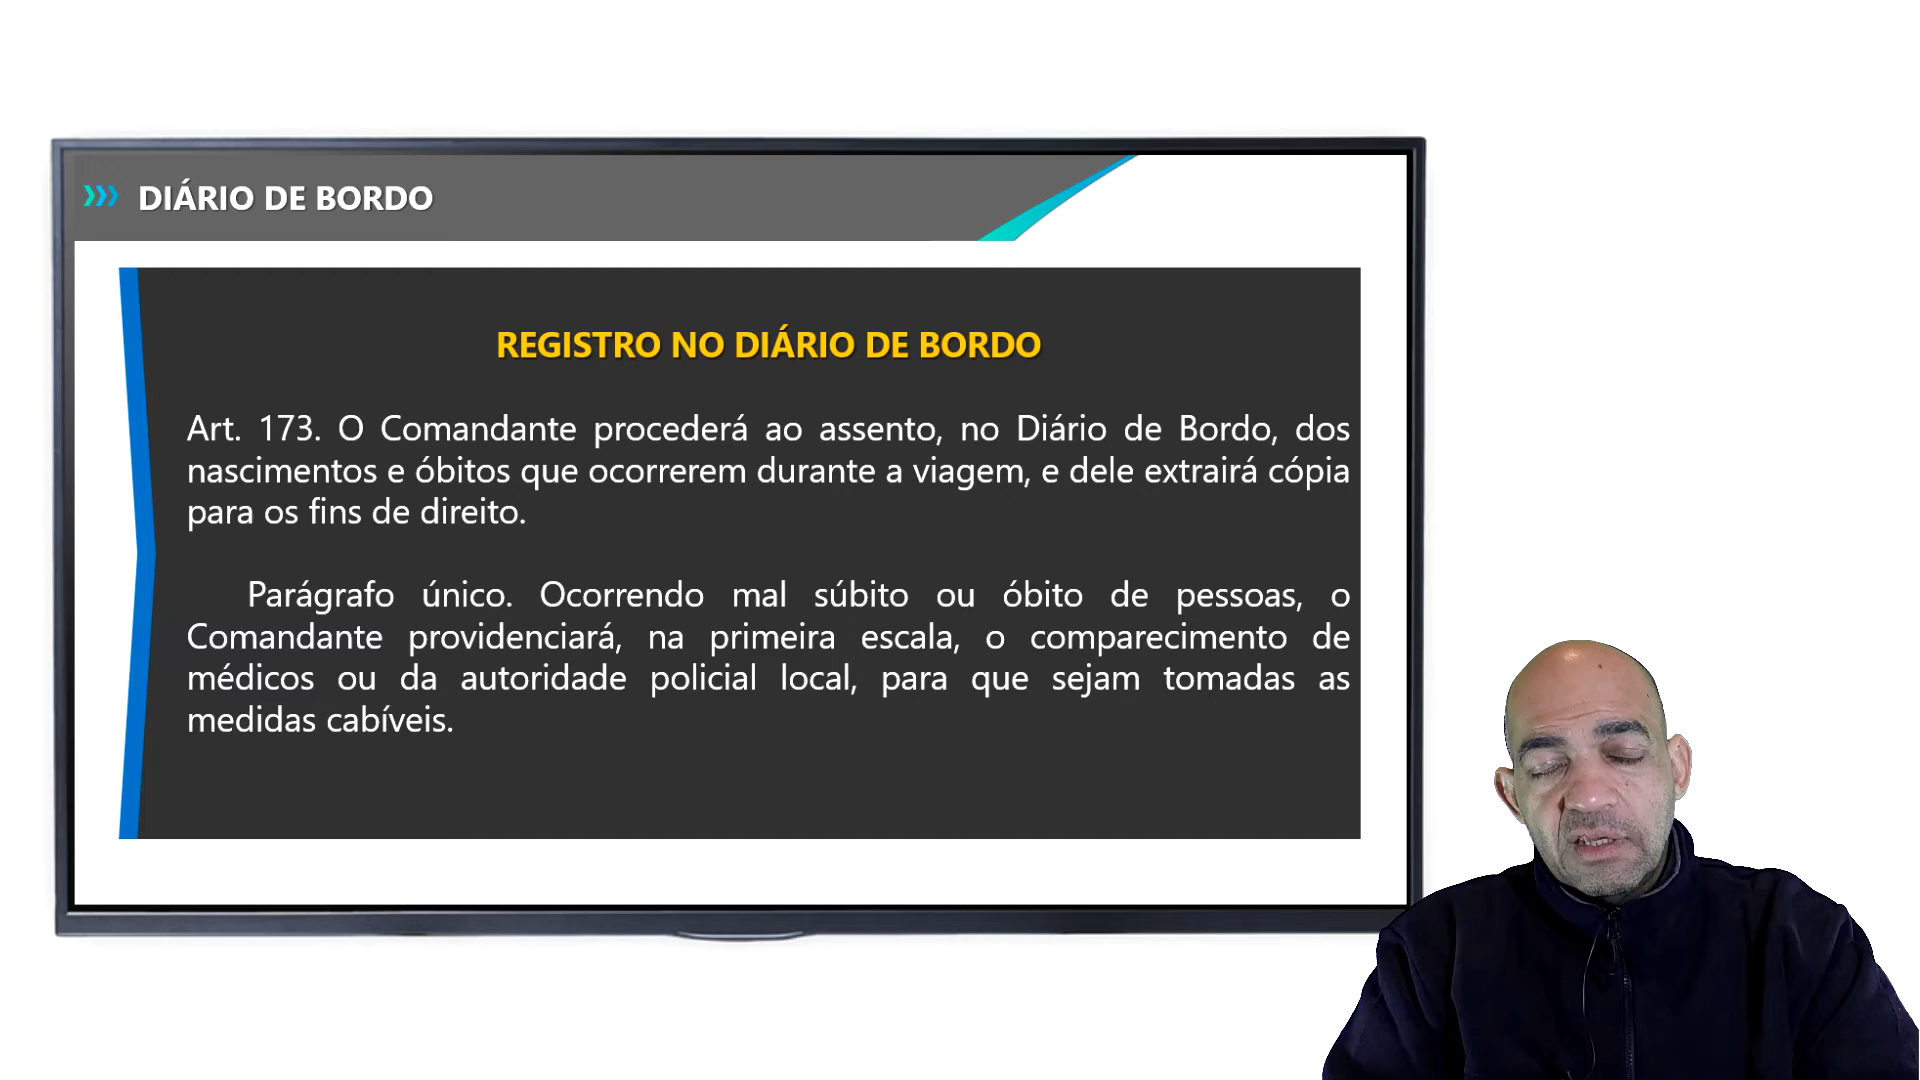 DIÁRIO DE BORDO
REGISTRO NO DIÁRIO DE BORDO
Art. 173. O Comandante procederá ao assento, no Diário de Bordo, dos
nascimentos e óbitos que ocorrerem durante a viagem, e dele extrairá cópia
para os fins de direito.
Parágrafo único. Ocorrendo mal súbito ou óbito de pessoas, o
Comandante providenciará, na primeira escala, o comparecimento de
médicos ou da autoridade policial local, para que sejam tomadas as
medidas cabíveis.